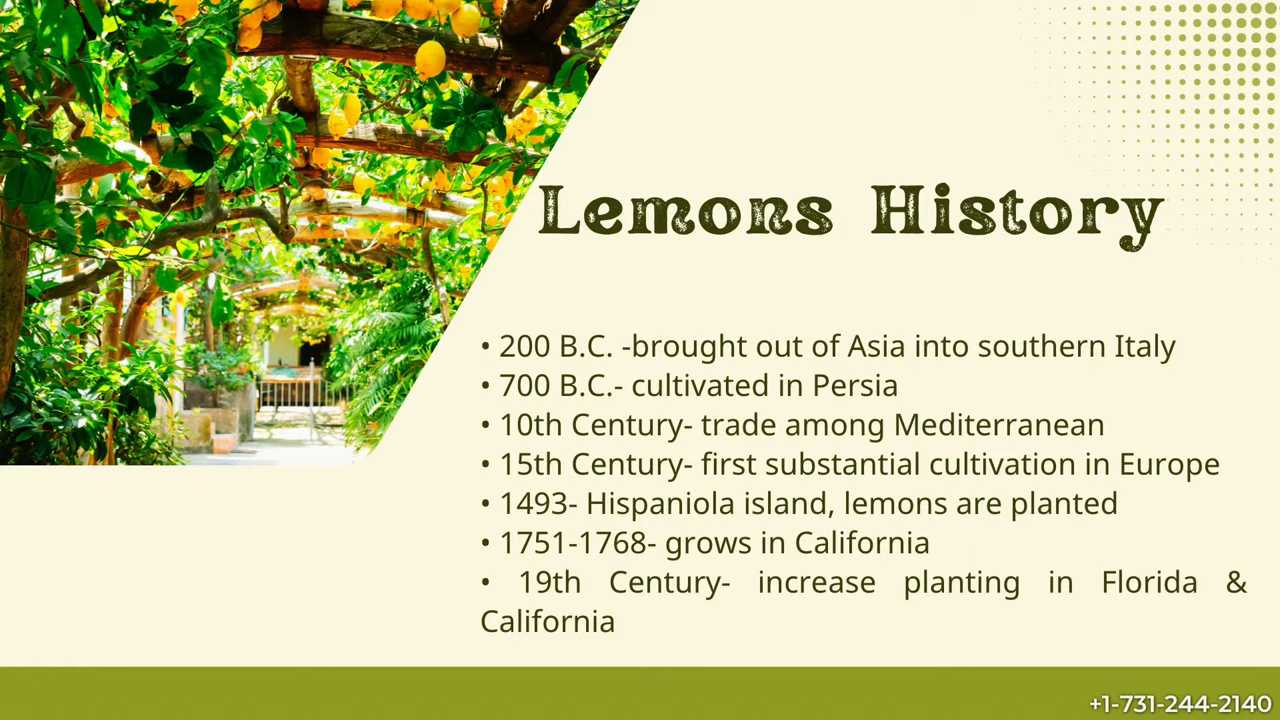 Lemons History
• 200 B.C. -brought out of Asia into southern Italy
• 700 B.C.- cultivated in Persia
• 10th Century- trade among Mediterranean
• 15th Century- first substantial cultivation in Europe
• 1493- Hispaniola island, lemons are planted
• 1751-1768- grows in California
• 19th Century- increase planting in Florida &
California
+1-731-244-2140